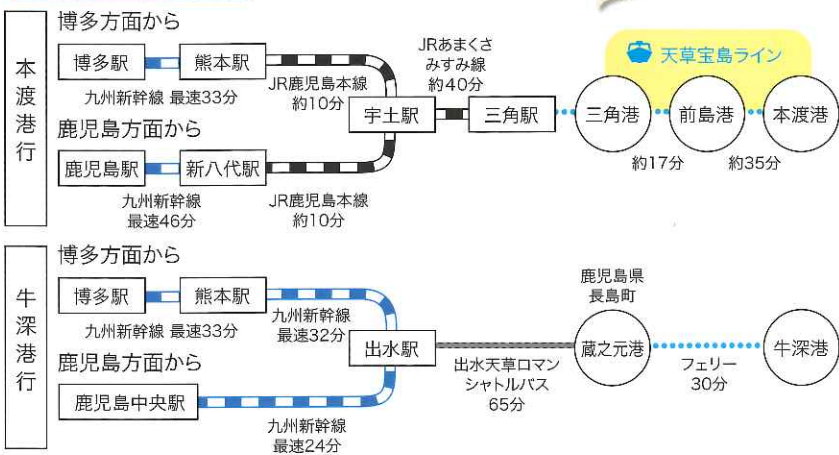 本渡港行
博多方面から
博多駅
熊本駅
九州新幹線 最速33分
JR鹿児島本線
約10分
鹿児島方面から
鹿児島駅
新八代駅
九州新幹線
最速46分
JR鹿児島本線
約10分
宇土駅
JRあまくさ
みすみ線
約40分
三角駅
天草宝島ライン
三角港
前島港
本渡港
約17分
約35分
牛深港行
博多方面から
博多駅
熊本駅
九州新幹線 最速33分
九州新幹線
最速32分
鹿児島方面から
鹿児島中央駅
九州新幹線
最速24分
出水駅
出水天草ロマン
シャトルバス
65分
鹿児島県
長島町
蔵之元港
フェリー
30分
牛深港